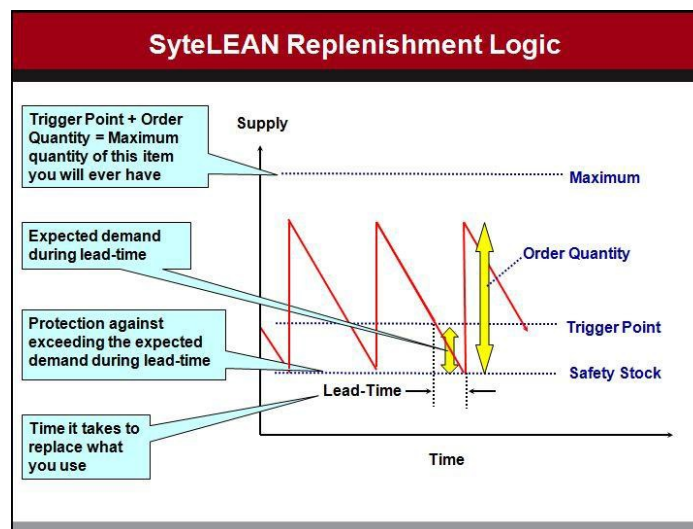 SyteLEAN Replenishment Logic
Trigger Point + Order
Quantity = Maximum
quantity of this item
you will ever have
Supply
Maximum
Expected demand
during lead-time
Order Quantity
Protection against
exceeding the expected
demand during lead-time
Trigger Point
Safety Stock
Lead-Time
Time it takes to
replace what
you use
Time